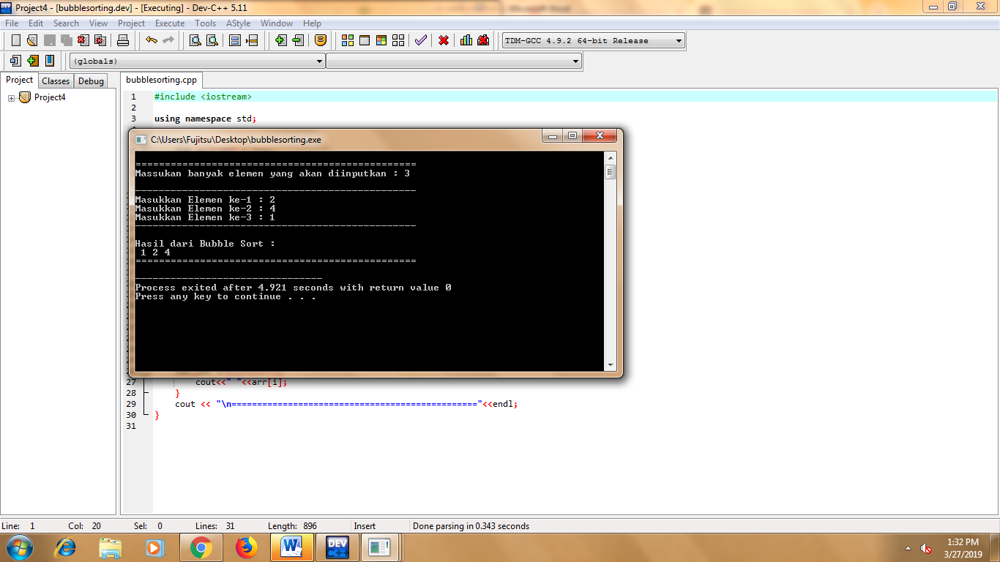 Project4 - [bubblesorting.dev] - [Executing] - Dev-C++ 5.11
File Edit Search View Project Execute Tools AStyle Window Help
TDM-GCC 4.9.2 64-bit Release
(globals)
Project Classes Debug
Project4
bubblesorting.cpp
1 #include <iostream>
2
3 using namespace std;
C:\Users\Fujitsu\Desktop\bubblesorting.exe
================================================
Massukan banyak elemen yang akan diinputkan : 3
------------------------------------------------
Masukkan Elemen ke-1 : 2
Masukkan Elemen ke-2 : 4
Masukkan Elemen ke-3 : 1
------------------------------------------------
Hasil dari Bubble Sort :
1 2 4
================================================
--------------------------------
Process exited after 4.921 seconds with return value 0
Press any key to continue . . .
27 cout<<" "<<arr[i];
28 }
29 cout << "\n================================================"<<endl;
30 }
31
Line: 1 Col: 20 Sel: 0 Lines: 31 Length: 896 Insert Done parsing in 0.343 seconds
DEV C++
1:32 PM
3/27/2019